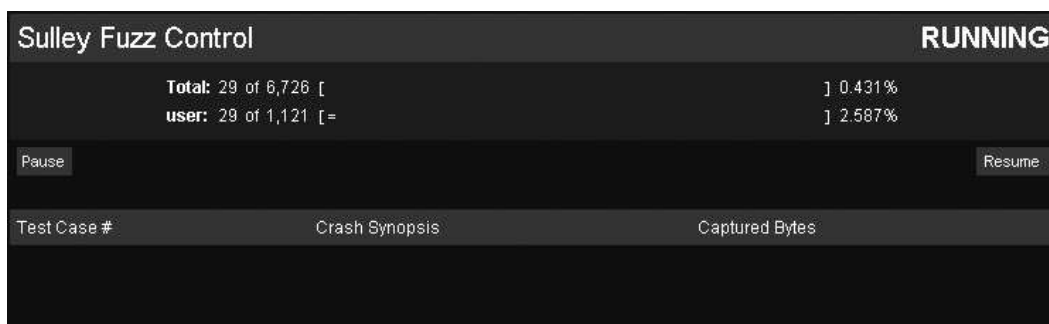 Sulley Fuzz Control RUNNING
Total: 29 of 6,726 [ ] 0.431%
user: 29 of 1,121 [= ] 2.587%
Pause Resume
Test Case # Crash Synopsis Captured Bytes